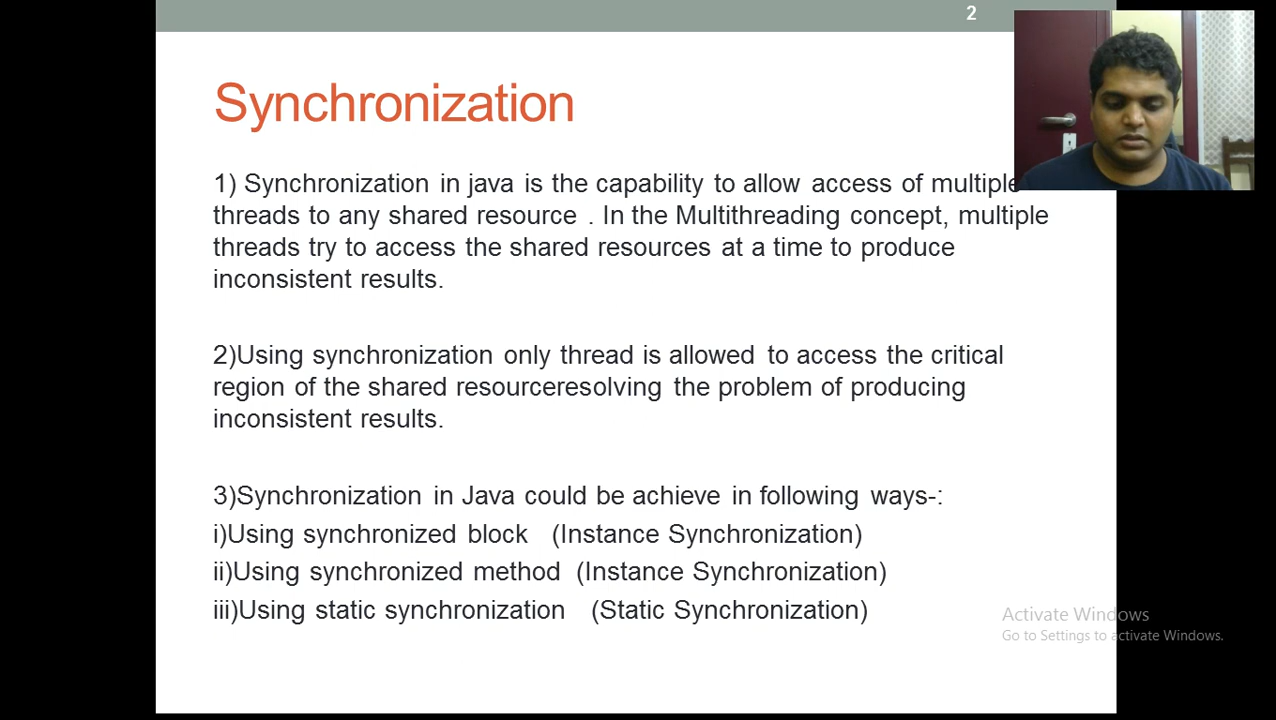 2
Synchronization
1) Synchronization in java is the capability to allow access of multiple
threads to any shared resource . In the Multithreading concept, multiple
threads try to access the shared resources at a time to produce
inconsistent results.
2)Using synchronization only thread is allowed to access the critical
region of the shared resourceresolving the problem of producing
inconsistent results.
3)Synchronization in Java could be achieve in following ways-:
i)Using synchronized block (Instance Synchronization)
ii)Using synchronized method (Instance Synchronization)
iii)Using static synchronization (Static Synchronization)
Activate Windows
Go to Settings to activate Windows.